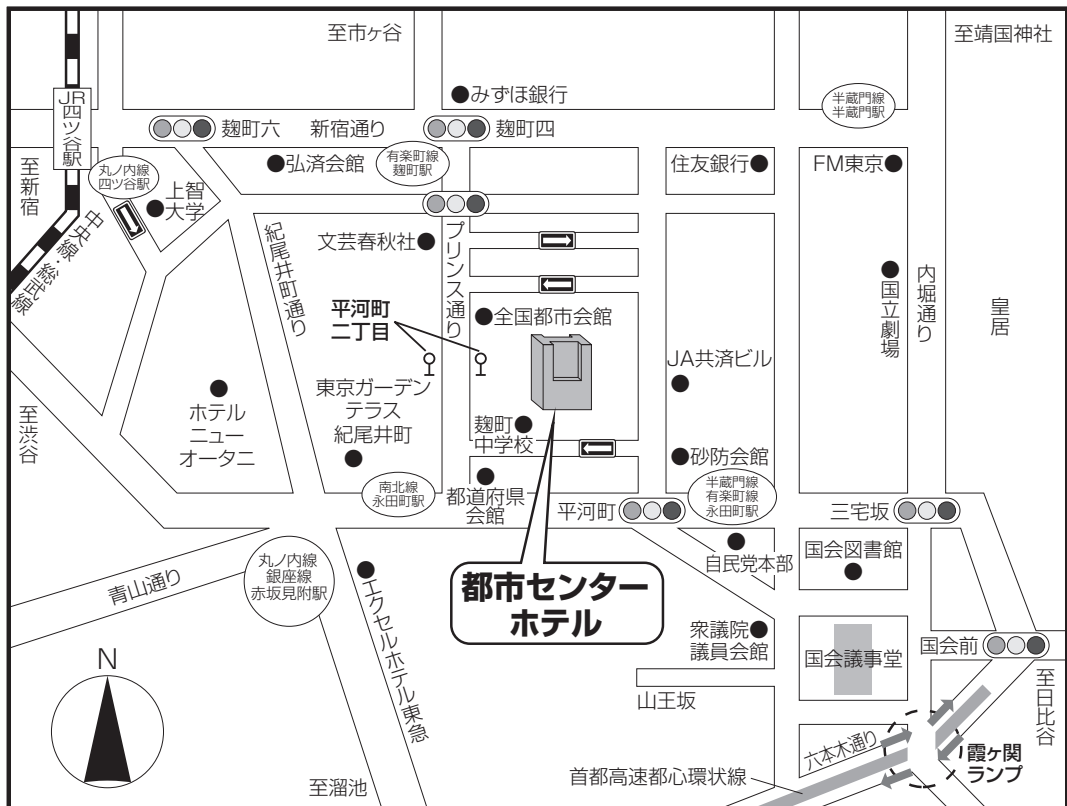 至市ヶ谷
至靖国神社
みずほ銀行
半蔵門線
半蔵門駅
JR四ツ谷駅
麹町六
新宿通り
麹町四
至新宿
丸ノ内線
四ツ谷駅
弘済会館
有楽町線
麹町駅
住友銀行
FM東京
上智
大学
中央線・総武線
紀尾井町通り
文芸春秋社
プリンス通り
国立劇場
内堀通り
皇居
平河町
二丁目
全国都市会館
JA共済ビル
至渋谷
ホテル
ニュー
オータニ
東京ガーデン
テラス
紀尾井町
麹町
中学校
砂防会館
南北線
永田町駅
都道府県
会館
平河町
半蔵門線
有楽町線
永田町駅
三宅坂
青山通り
丸ノ内線
銀座線
赤坂見附駅
エクセルホテル東急
都市センター
ホテル
自民党本部
国会図書館
衆議院
議員会館
国会議事堂
国会前
N
山王坂
至日比谷
六本木通り
霞ヶ関
ランプ
首都高速都心環状線
至溜池